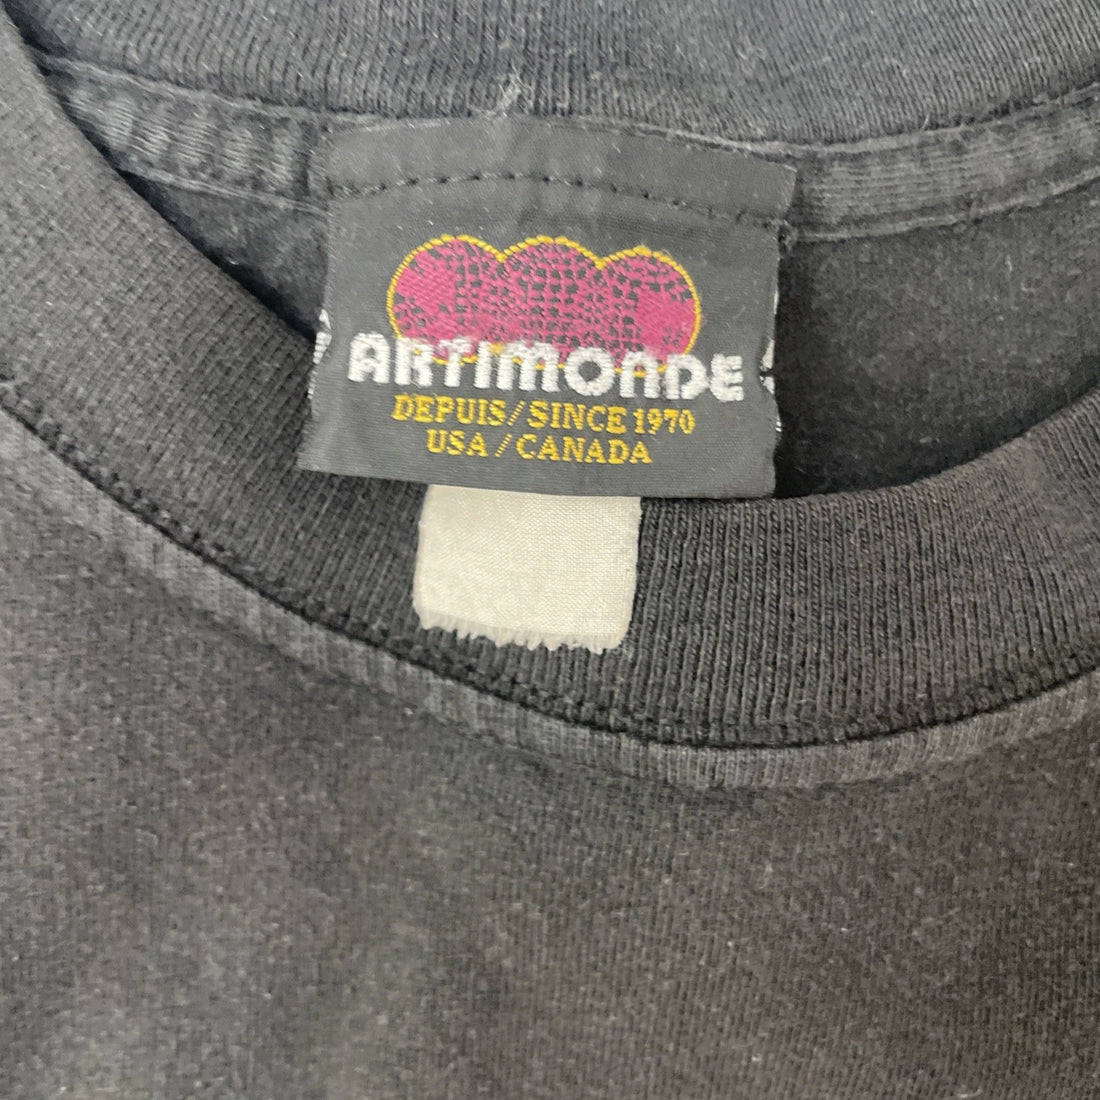 ARTIMONDE
DEPUIS/SINCE 1970
USA/CANADA